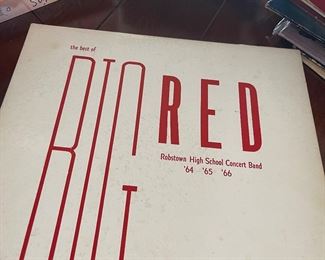 the best of
BIG RED
Robstown High School Concert Band
'64 '65 '66